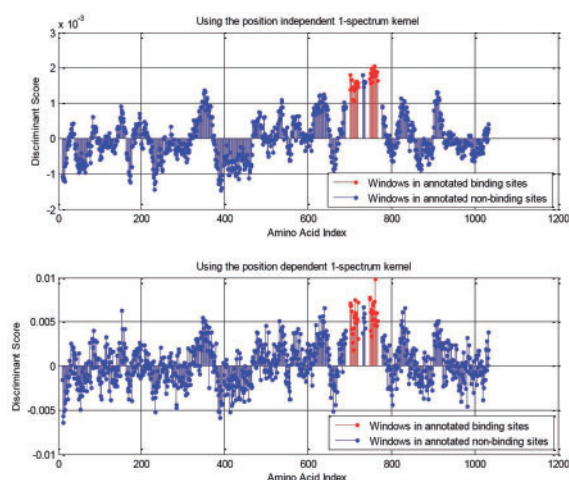 Using the position independent 1-spectrum kernel
x 10⁻³
3
2
1
0
-1
-2
Discriminant Score
0 200 400 600 800 1000 1200
Amino Acid Index
Windows in annotated binding sites
Windows in annotated non-binding sites
Using the position dependent 1-spectrum kernel
0.01
0.005
0
-0.005
-0.01
Discriminant Score
0 200 400 600 800 1000 1200
Amino Acid Index
Windows in annotated binding sites
Windows in annotated non-binding sites